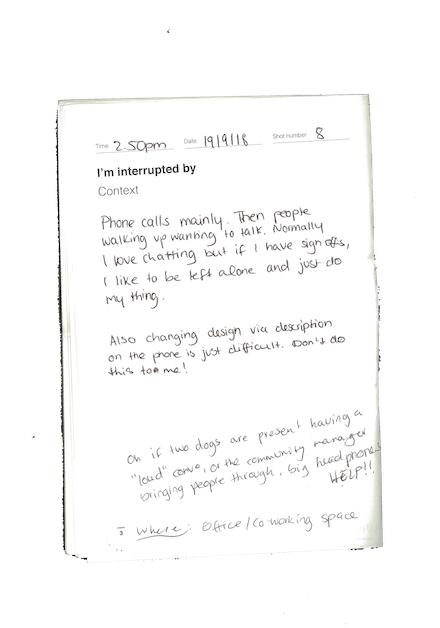 Time 2.50pm Date 19/9/18 Shot number 8
I'm interrupted by
Context
Phone calls mainly. Then people
walking up wanting to talk. Normally
I love chatting but if I have sign offs,
I like to be left alone and just do
my thing.
Also changing design via description
on the phone is just difficult. Don't do
this to me!
Oh if two dogs are present having a
"loud" convo, or the community manager
bringing people through, big headphones
HELP!!
Where: Office/Co working space